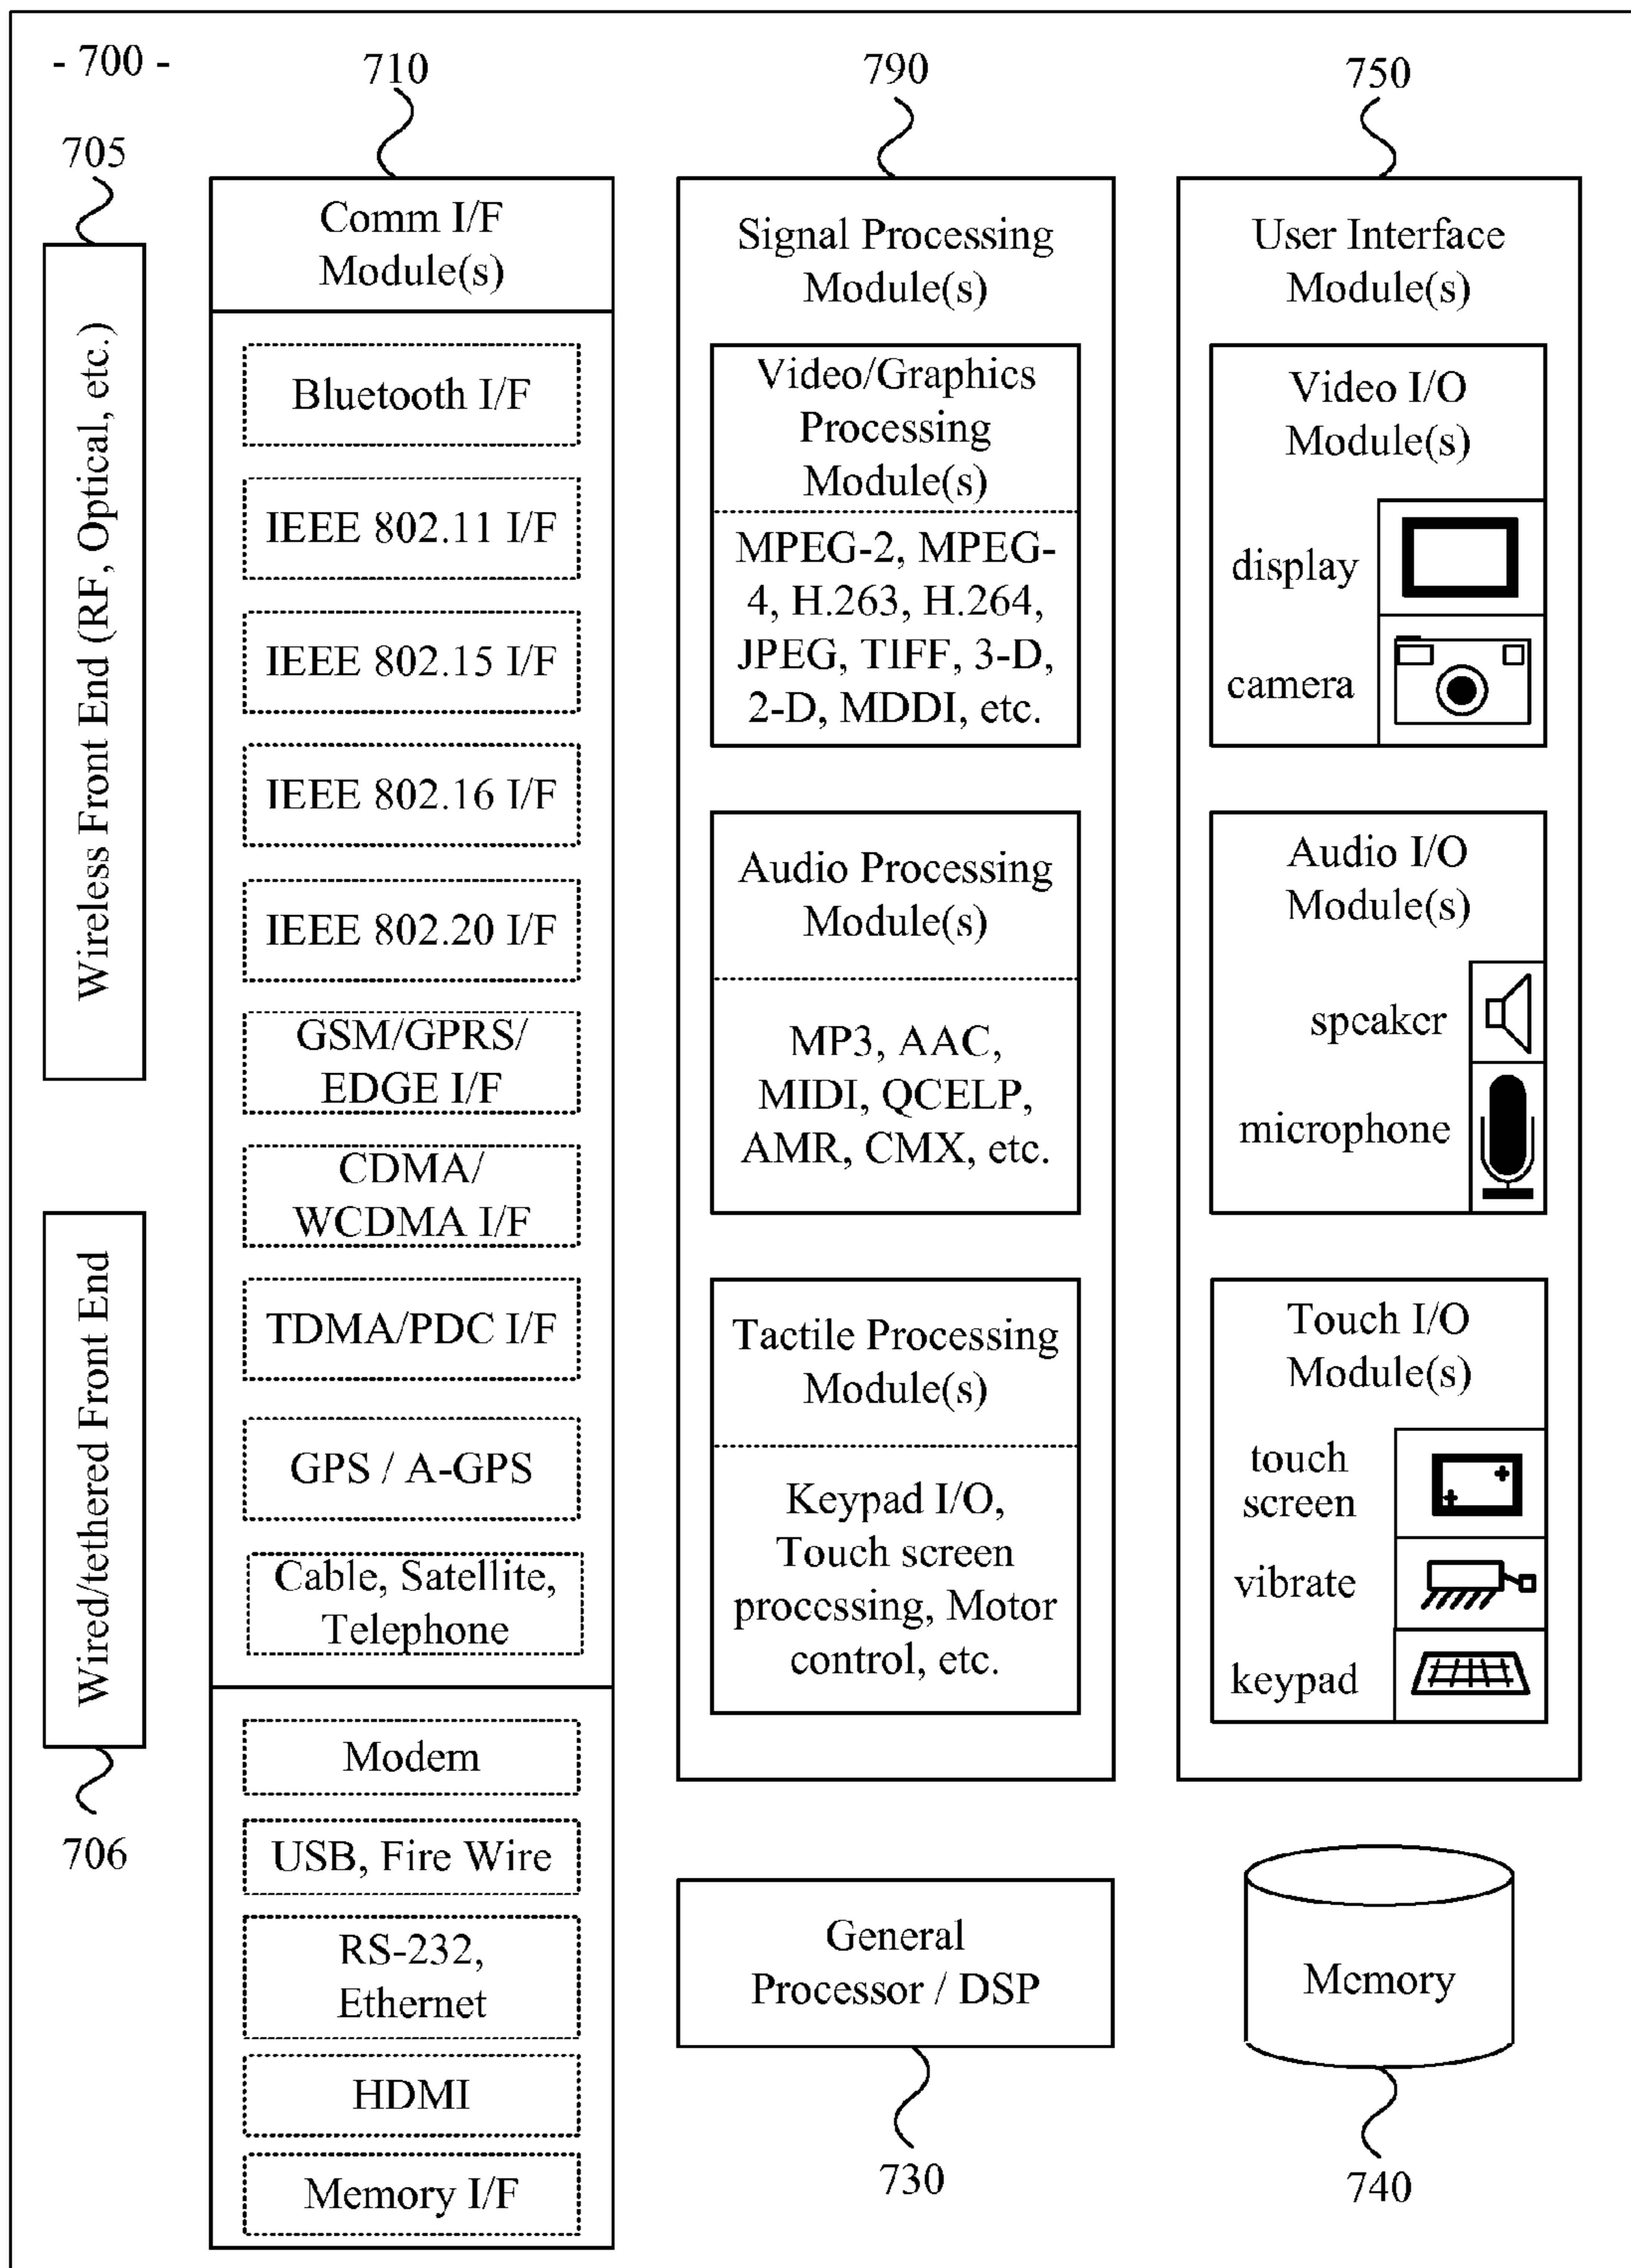 - 700 -
705
Wireless Front End (RF, Optical, etc.)
Wired/tethered Front End
706
710
Comm I/F
Module(s)
Bluetooth I/F
IEEE 802.11 I/F
IEEE 802.15 I/F
IEEE 802.16 I/F
IEEE 802.20 I/F
GSM/GPRS/
EDGE I/F
CDMA/
WCDMA I/F
TDMA/PDC I/F
GPS / A-GPS
Cable, Satellite,
Telephone
Modem
USB, Fire Wire
RS-232,
Ethernet
HDMI
Memory I/F
790
Signal Processing
Module(s)
Video/Graphics
Processing
Module(s)
MPEG-2, MPEG-
4, H.263, H.264,
JPEG, TIFF, 3-D,
2-D, MDDI, etc.
Audio Processing
Module(s)
MP3, AAC,
MIDI, QCELP,
AMR, CMX, etc.
Tactile Processing
Module(s)
Keypad I/O,
Touch screen
processing, Motor
control, etc.
General
Processor / DSP
730
750
User Interface
Module(s)
Video I/O
Module(s)
display
camera
Audio I/O
Module(s)
speaker
microphone
Touch I/O
Module(s)
touch
screen
vibrate
keypad
Memory
740